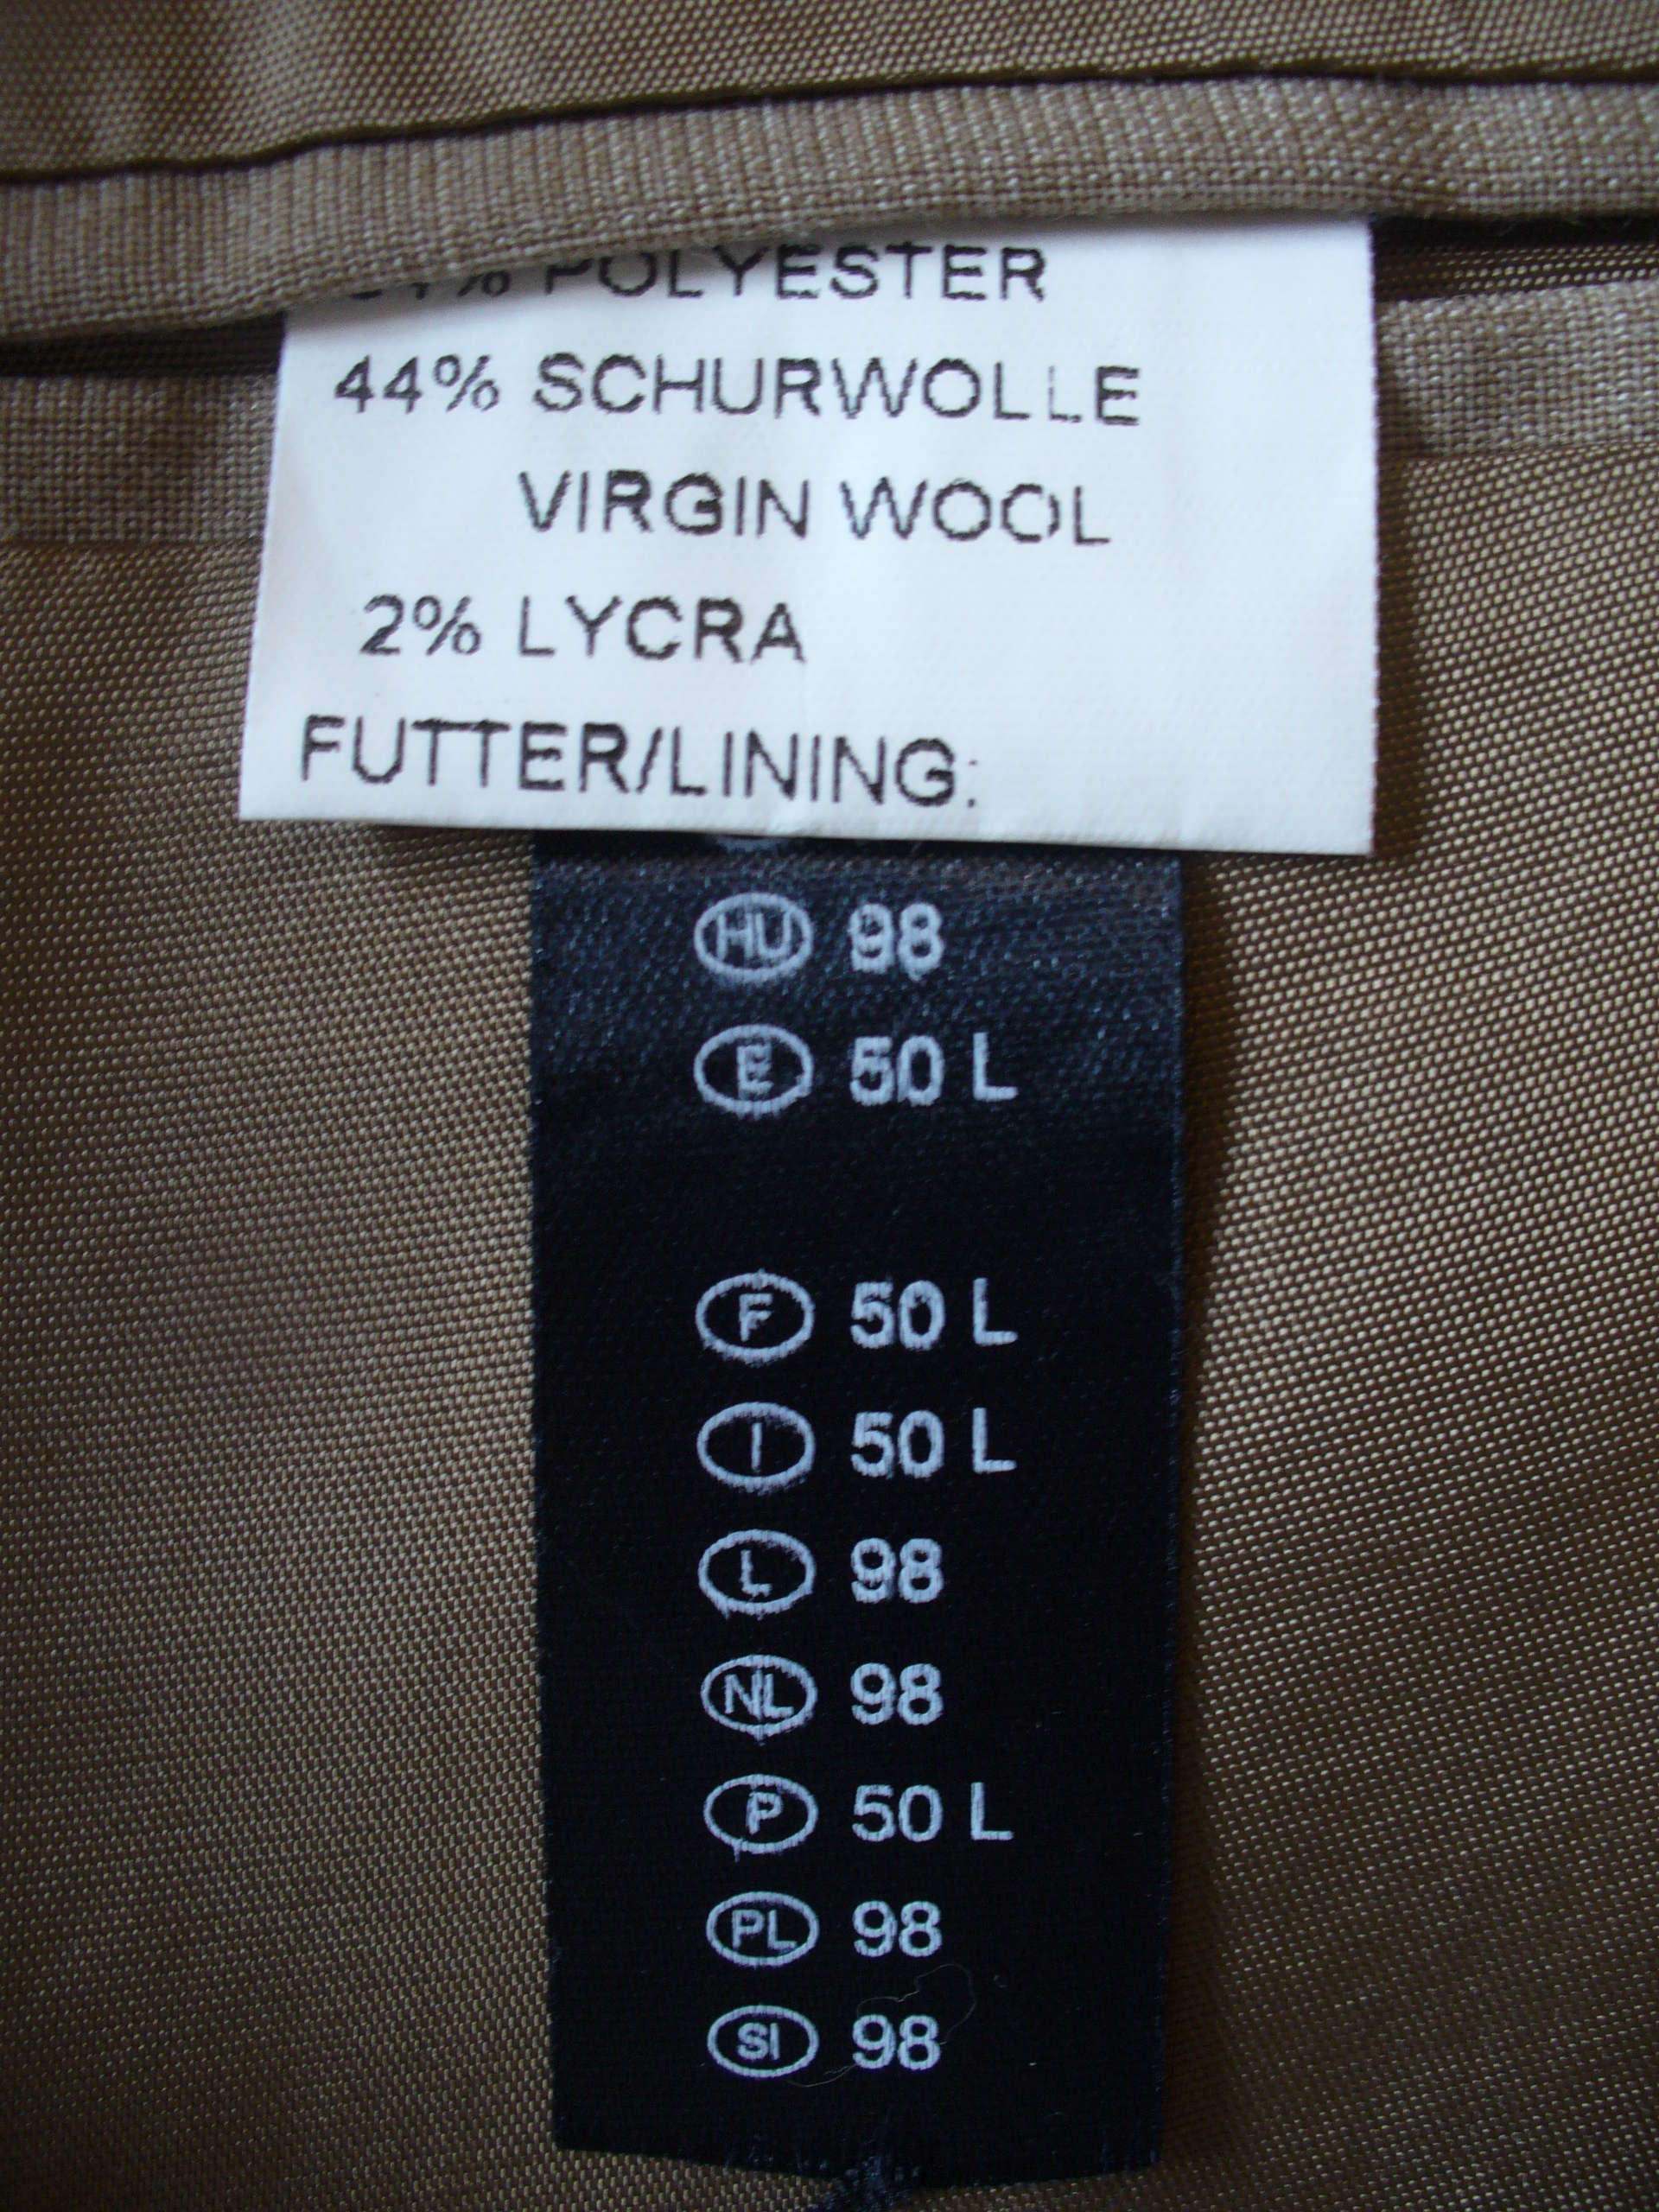 % POLYESTER
44% SCHURWOLLE
VIRGIN WOOL
2% LYCRA
FUTTER/LINING:
HU 98
E 50 L
F 50 L
I 50 L
L 98
NL 98
P 50 L
PL 98
SI 98